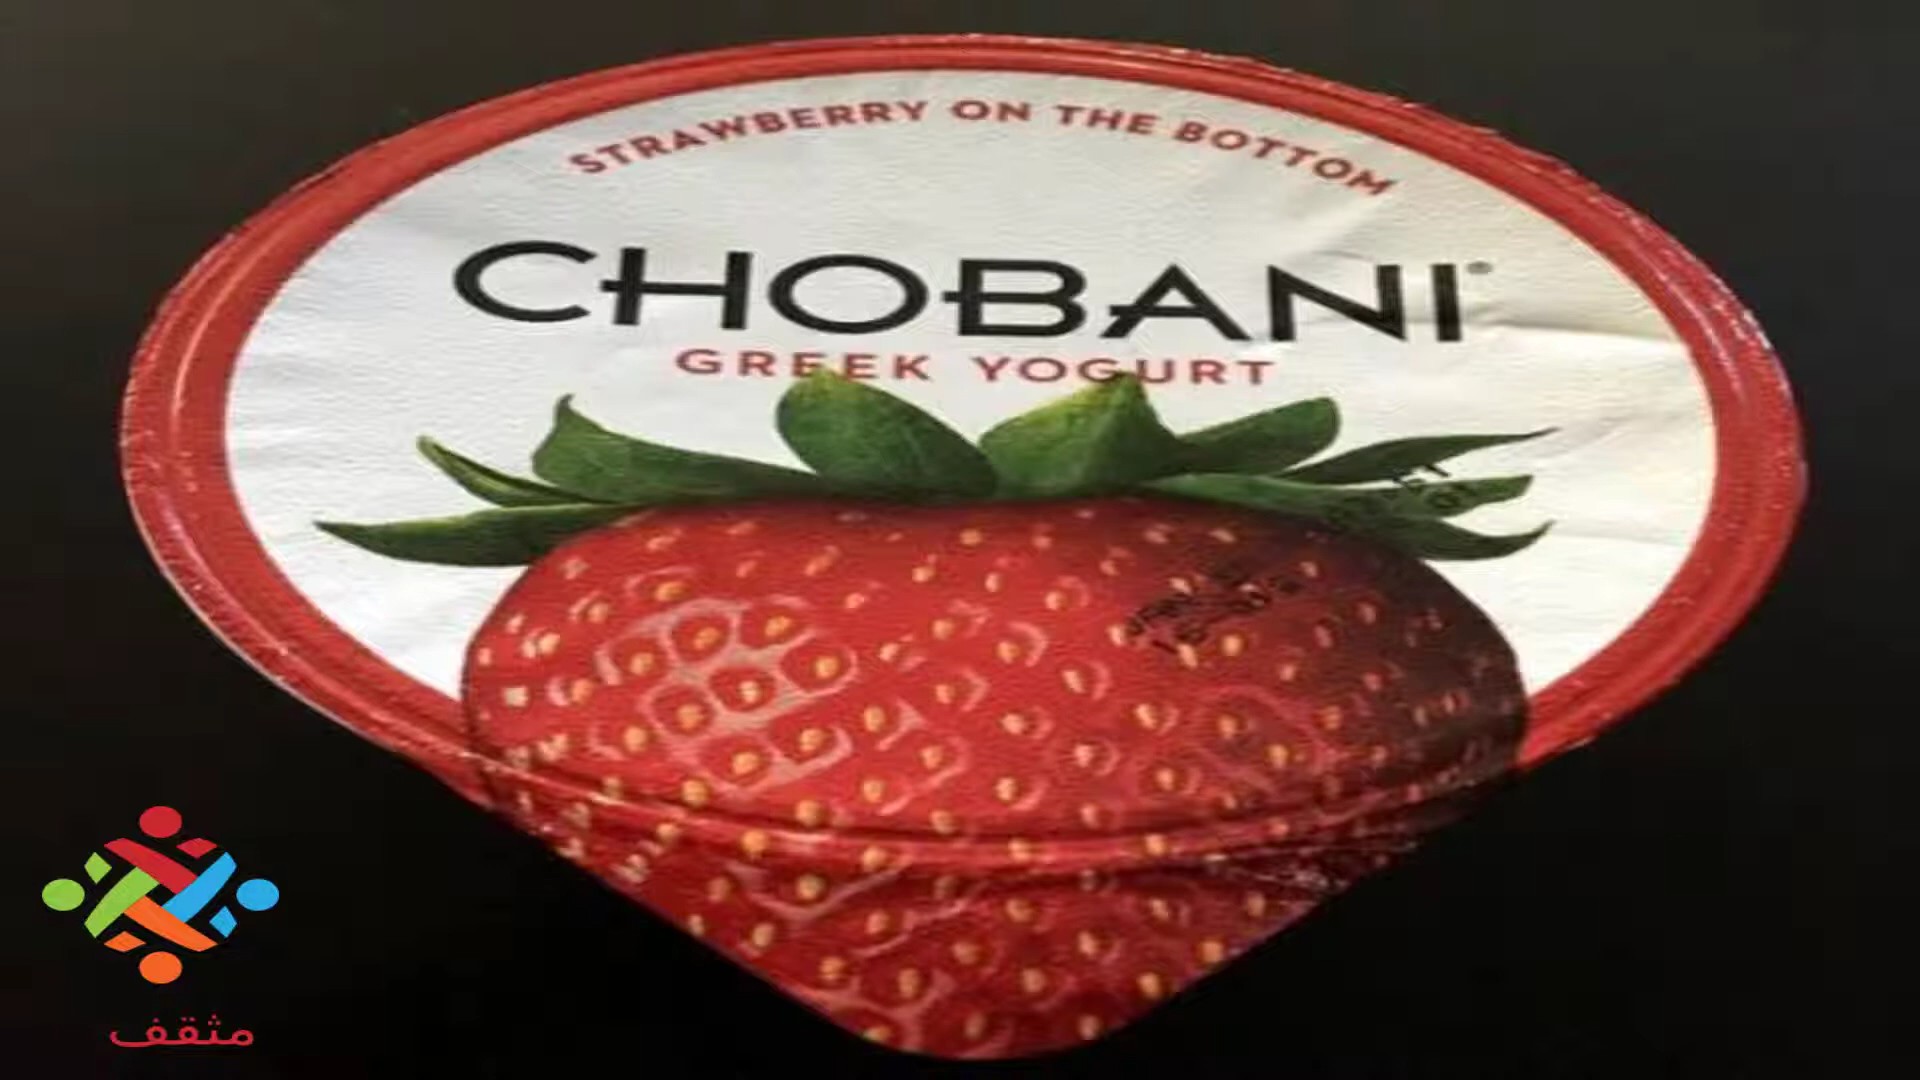 STRAWBERRY ON THE BOTTOM
CHOBANI®
GREEK YOGURT
مثقف